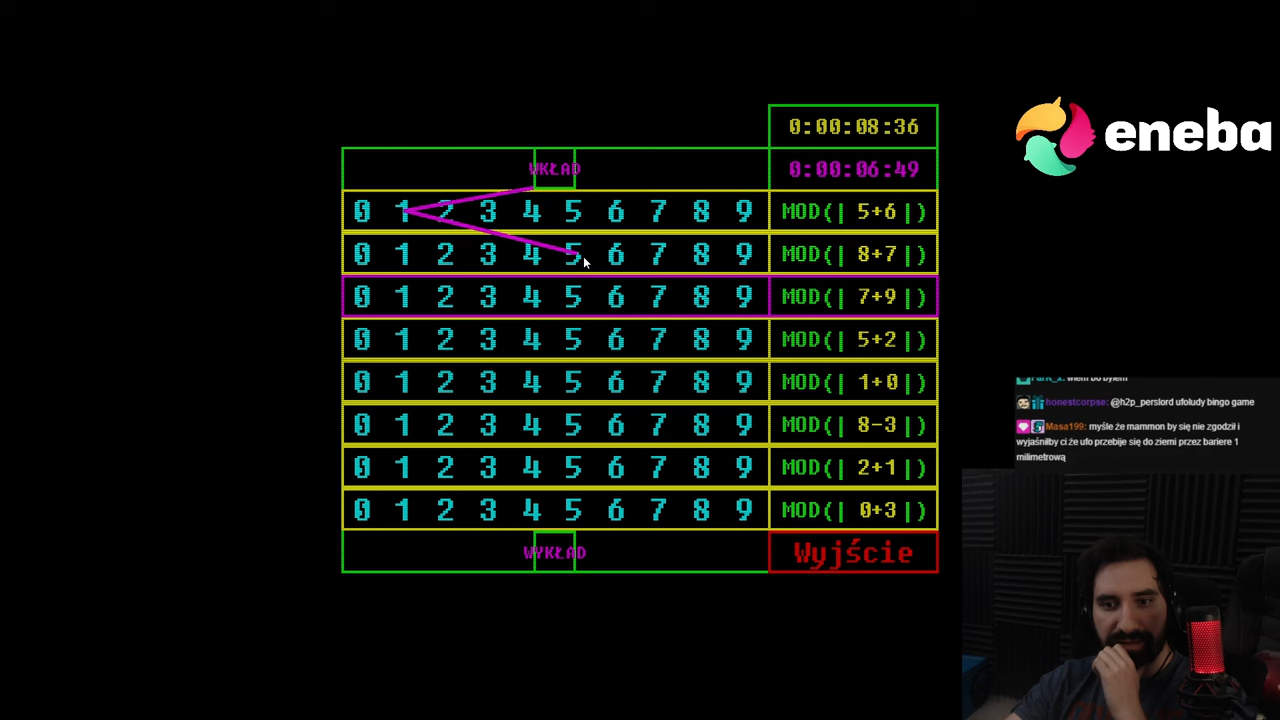 0:00:08:36
eneba
WKŁAD
0:00:06:49
0 1 2 3 4 5 6 7 8 9 MOD(| 5+6 |)
0 1 2 3 4 5 6 7 8 9 MOD(| 8+7 |)
0 1 2 3 4 5 6 7 8 9 MOD(| 7+9 |)
0 1 2 3 4 5 6 7 8 9 MOD(| 5+2 |)
0 1 2 3 4 5 6 7 8 9 MOD(| 1+0 |)
0 1 2 3 4 5 6 7 8 9 MOD(| 8-3 |)
0 1 2 3 4 5 6 7 8 9 MOD(| 2+1 |)
0 1 2 3 4 5 6 7 8 9 MOD(| 0+3 |)
WYKŁAD
Wyjście
wiem bo byłem
honestcorpse: @h2p_perslord ufoludy bingo game
Masa199: myśle że mammon by się nie zgodził i
wyjaśniłby ci że ufo przebije się do ziemi przez bariere 1
milimetrową